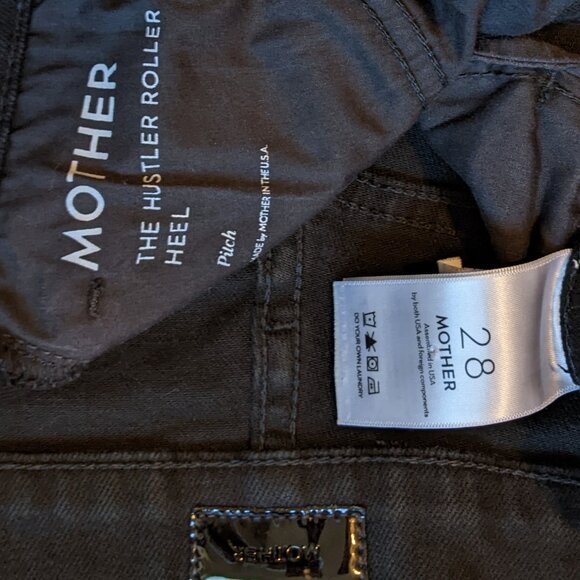 MOTHER
THE HUSTLER ROLLER
HEEL
Pitch
MADE by MOTHER IN THE U.S.A.
28
MOTHER
Assembled in USA
by both USA and foreign components
DO YOUR OWN LAUNDRY
MOTHER